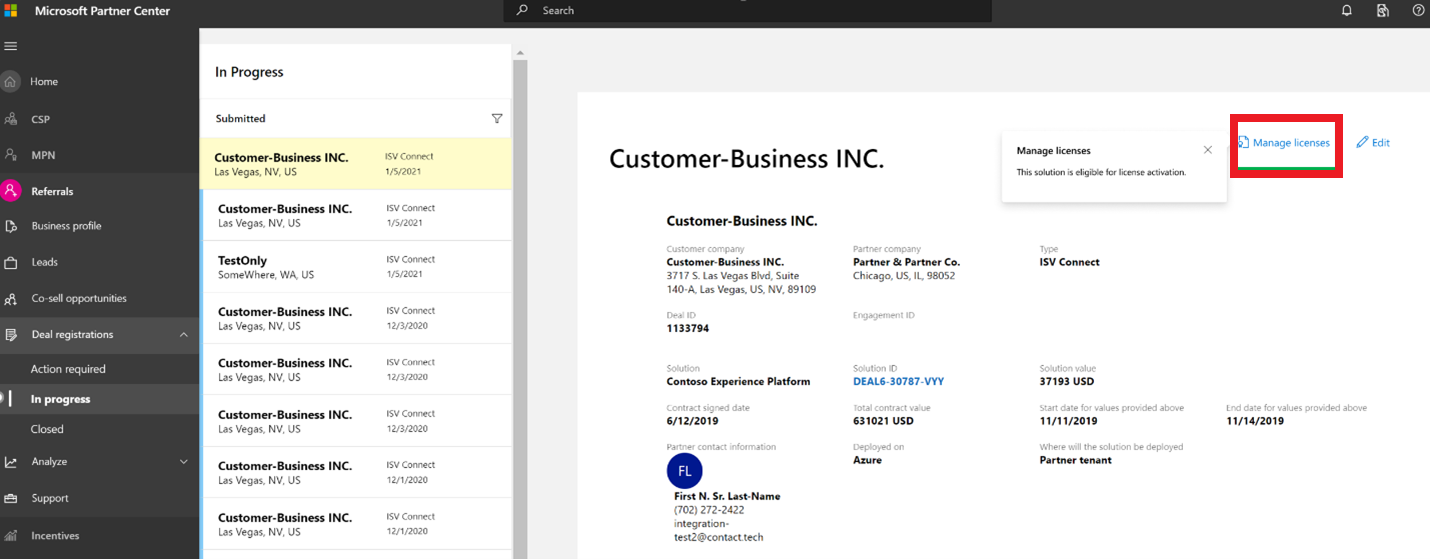 Microsoft Partner Center
Search
Home
CSP
MPN
Referrals
Business profile
Leads
Co-sell opportunities
Deal registrations
Action required
In progress
Closed
Analyze
Support
Incentives
In Progress
Submitted
Customer-Business INC. ISV Connect
Las Vegas, NV, US 1/5/2021
Customer-Business INC. ISV Connect
Las Vegas, NV, US 1/5/2021
TestOnly ISV Connect
SomeWhere, WA, US 1/5/2021
Customer-Business INC. ISV Connect
Las Vegas, NV, US 12/3/2020
Customer-Business INC. ISV Connect
Las Vegas, NV, US 12/3/2020
Customer-Business INC. ISV Connect
Las Vegas, NV, US 12/3/2020
Customer-Business INC. ISV Connect
Las Vegas, NV, US 12/1/2020
Customer-Business INC. ISV Connect
Las Vegas, NV, US 12/1/2020
Customer-Business INC.
Manage licenses
This solution is eligible for license activation.
Manage licenses Edit
Customer-Business INC.
Customer company Partner company Type
Customer-Business INC. Partner & Partner Co. ISV Connect
3717 S. Las Vegas Blvd, Suite Chicago, US, IL, 98052
140-A, Las Vegas, US, NV, 89109
Deal ID Engagement ID
1133794
Solution Solution ID Solution value
Contoso Experience Platform DEAL6-30787-VYY 37193 USD
Contract signed date Total contract value Start date for values provided above End date for values provided above
6/12/2019 631021 USD 11/11/2019 11/14/2019
Partner contact information Deployed on Where will the solution be deployed
Azure Partner tenant
FL
First N. Sr. Last-Name
(702) 272-2422
integration-
test2@contact.tech